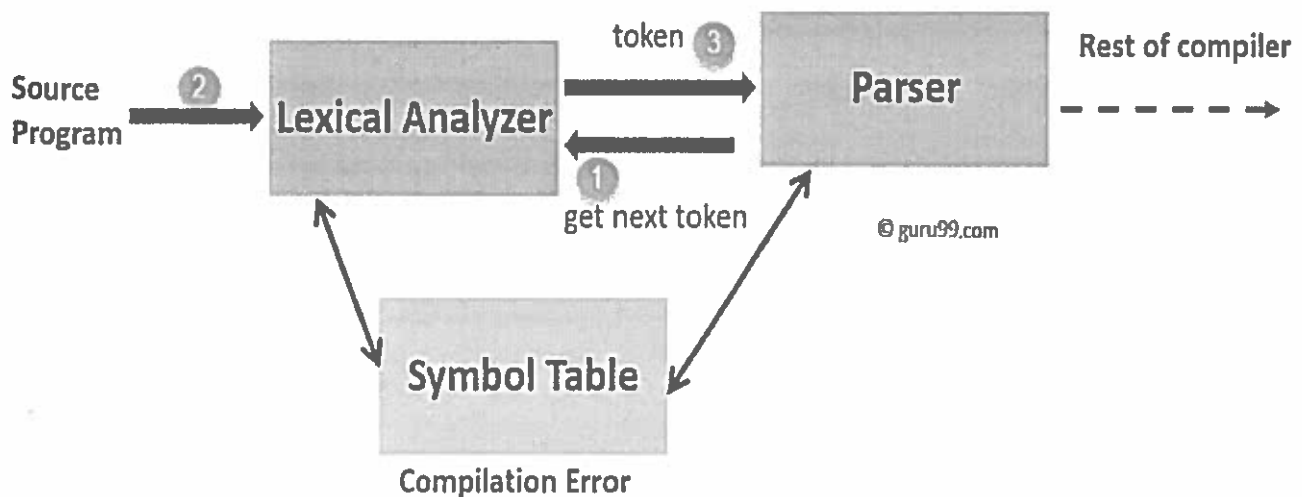 token 3
Rest of compiler
Source
Program
2
Lexical Analyzer
Parser
1
get next token
© guru99.com
Symbol Table
Compilation Error